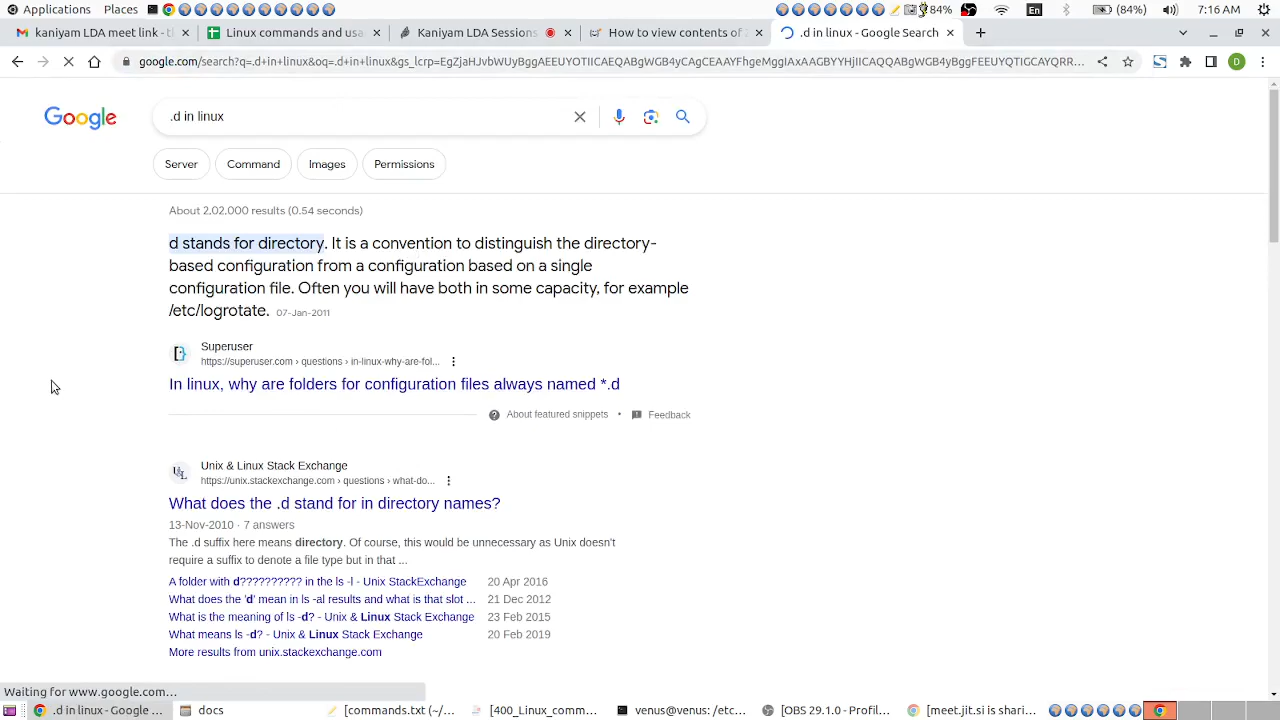 Applications Places 84% En (84%) 7:16 AM
kaniyam LDA meet link - th Linux commands and usa Kaniyam LDA Sessions How to view contents of .d in linux - Google Search
google.com/search?q=.d+in+linux&oq=.d+in+linux&gs_lcrp=EgZjaHJvbWUyBggAEEUYOTIICAEQABgWGB4yCAgCEAAYFhgeMggIAxAAGBYYHjIICAQQABgWGB4yBggFEEUYQTIGCAYQRR... D
Google .d in linux
Server Command Images Permissions
About 2,02,000 results (0.54 seconds)
d stands for directory. It is a convention to distinguish the directory-
based configuration from a configuration based on a single
configuration file. Often you will have both in some capacity, for example
/etc/logrotate. 07-Jan-2011
Superuser
https://superuser.com › questions › in-linux-why-are-fol...
In linux, why are folders for configuration files always named *.d
About featured snippets • Feedback
Unix & Linux Stack Exchange
https://unix.stackexchange.com › questions › what-do...
What does the .d stand for in directory names?
13-Nov-2010 · 7 answers
The .d suffix here means directory. Of course, this would be unnecessary as Unix doesn't
require a suffix to denote a file type but in that ...
A folder with d?????????? in the ls -l - Unix StackExchange 20 Apr 2016
What does the 'd' mean in ls -al results and what is that slot ... 21 Dec 2012
What is the meaning of ls -d? - Unix & Linux Stack Exchange 23 Feb 2015
What means ls -d? - Unix & Linux Stack Exchange 20 Feb 2019
More results from unix.stackexchange.com
Waiting for www.google.com...
.d in linux - Google ... docs [commands.txt (~/... [400_Linux_comm... venus@venus: /etc... [OBS 29.1.0 - Profil... [meet.jit.si is shari...